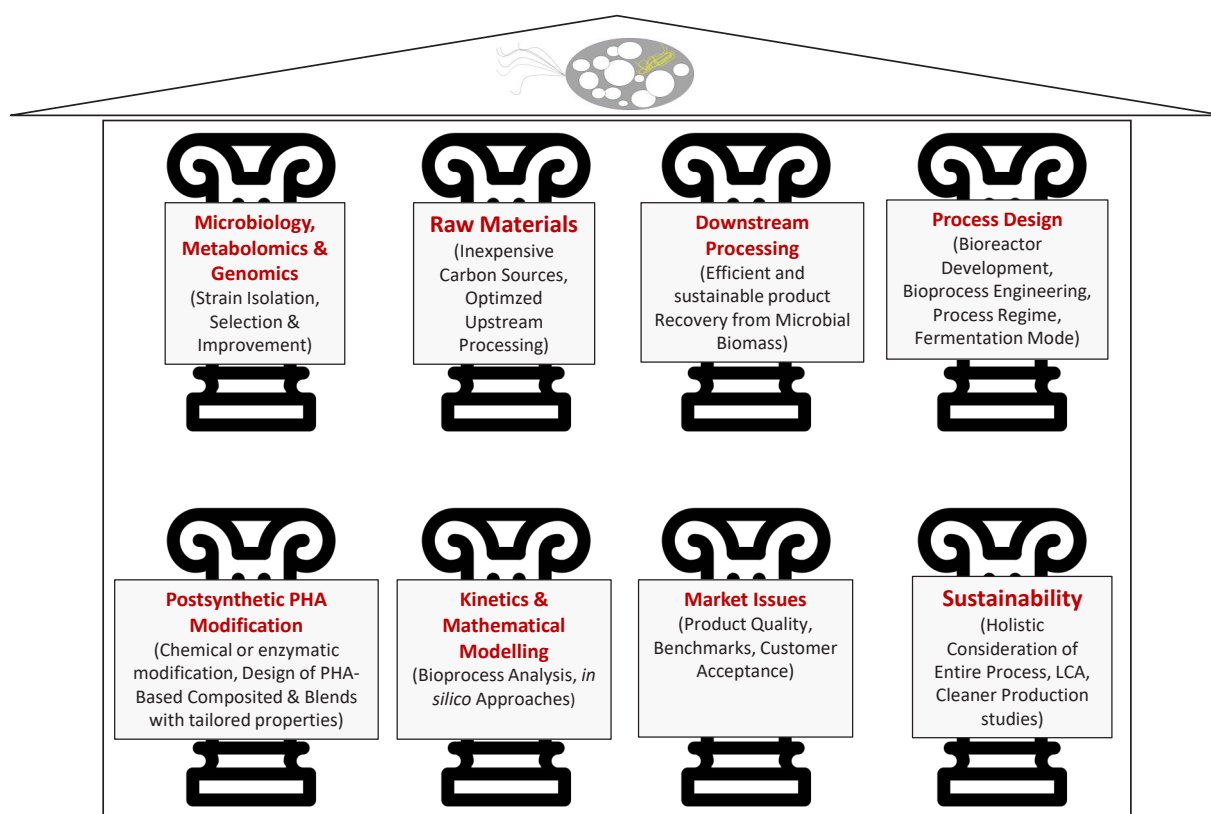 Microbiology,
Metabolomics &
Genomics
(Strain Isolation,
Selection &
Improvement)
Raw Materials
(Inexpensive
Carbon Sources,
Optimzed
Upstream
Processing)
Downstream
Processing
(Efficient and
sustainable product
Recovery from Microbial
Biomass)
Process Design
(Bioreactor
Development,
Bioprocess Engineering,
Process Regime,
Fermentation Mode)
Postsynthetic PHA
Modification
(Chemical or enzymatic
modification, Design of PHA-
Based Composited & Blends
with tailored properties)
Kinetics &
Mathematical
Modelling
(Bioprocess Analysis, in
silico Approaches)
Market Issues
(Product Quality,
Benchmarks, Customer
Acceptance)
Sustainability
(Holistic
Consideration of
Entire Process, LCA,
Cleaner Production
studies)